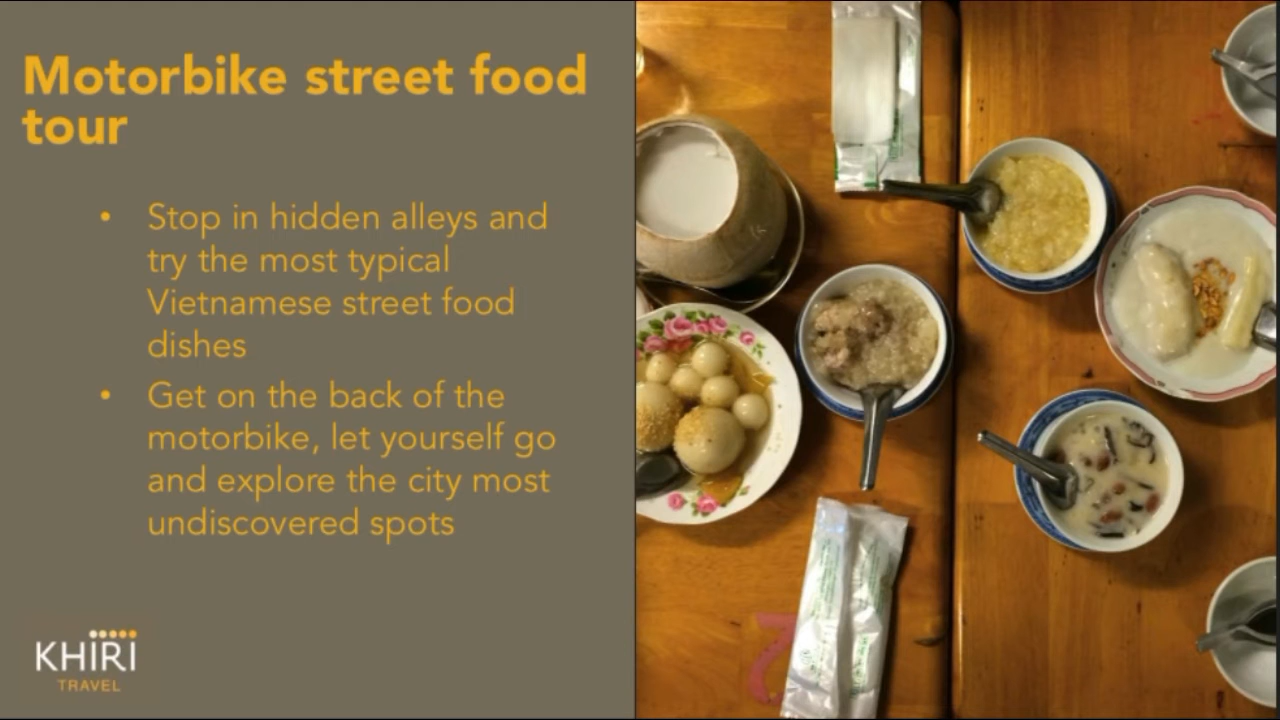 Motorbike street food
tour
• Stop in hidden alleys and
try the most typical
Vietnamese street food
dishes
• Get on the back of the
motorbike, let yourself go
and explore the city most
undiscovered spots
KHIRI
TRAVEL